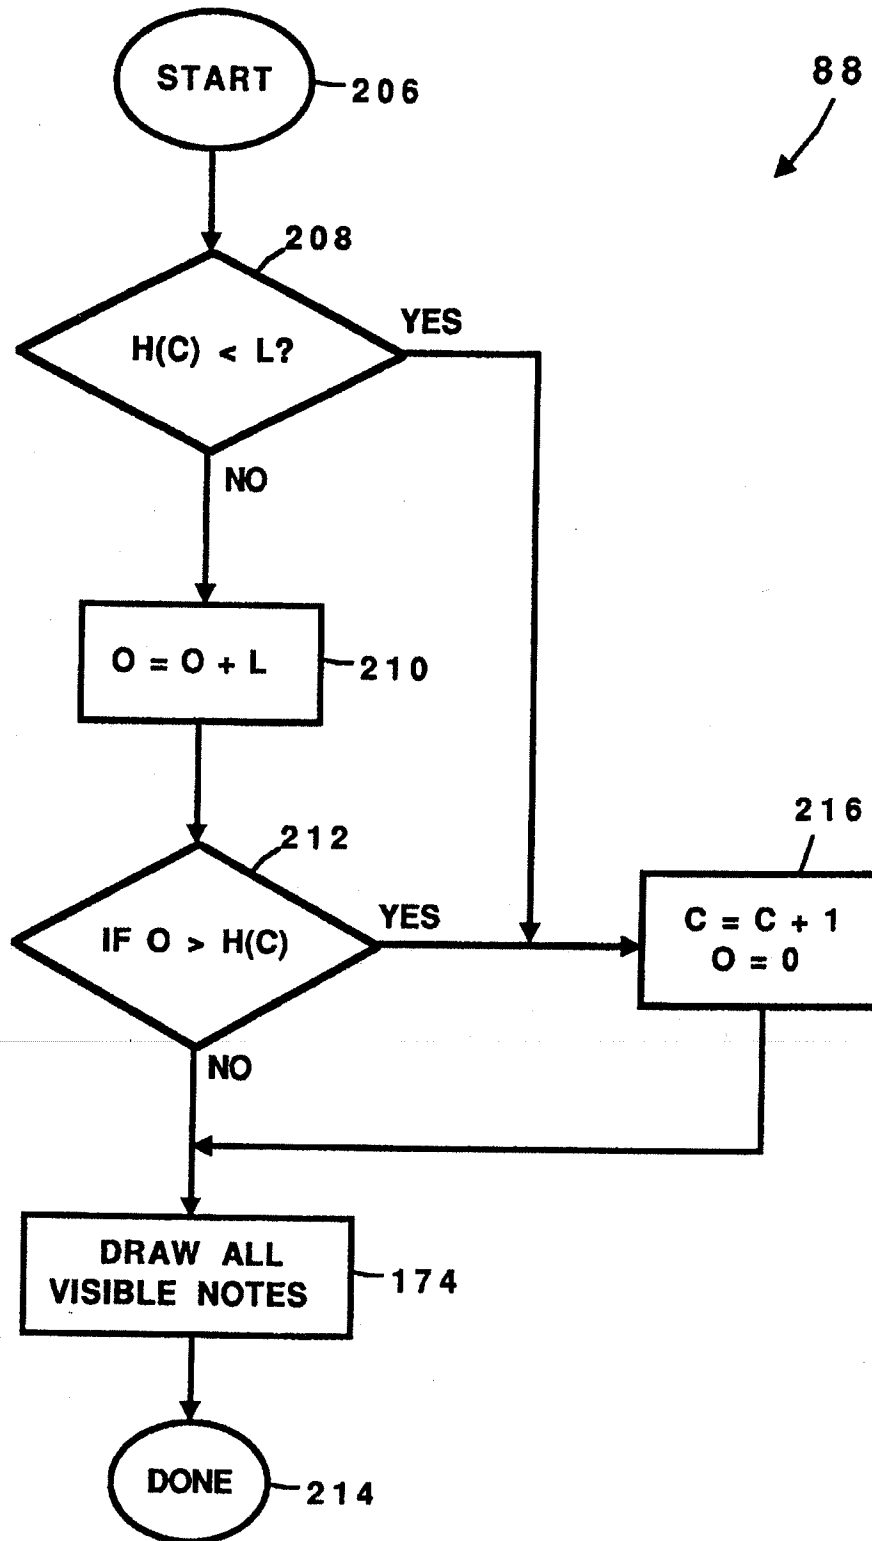 START
206
88
208
H(C) < L?
YES
NO
O = O + L
210
212
IF O > H(C)
YES
216
C = C + 1
O = 0
NO
DRAW ALL
VISIBLE NOTES
174
DONE
214